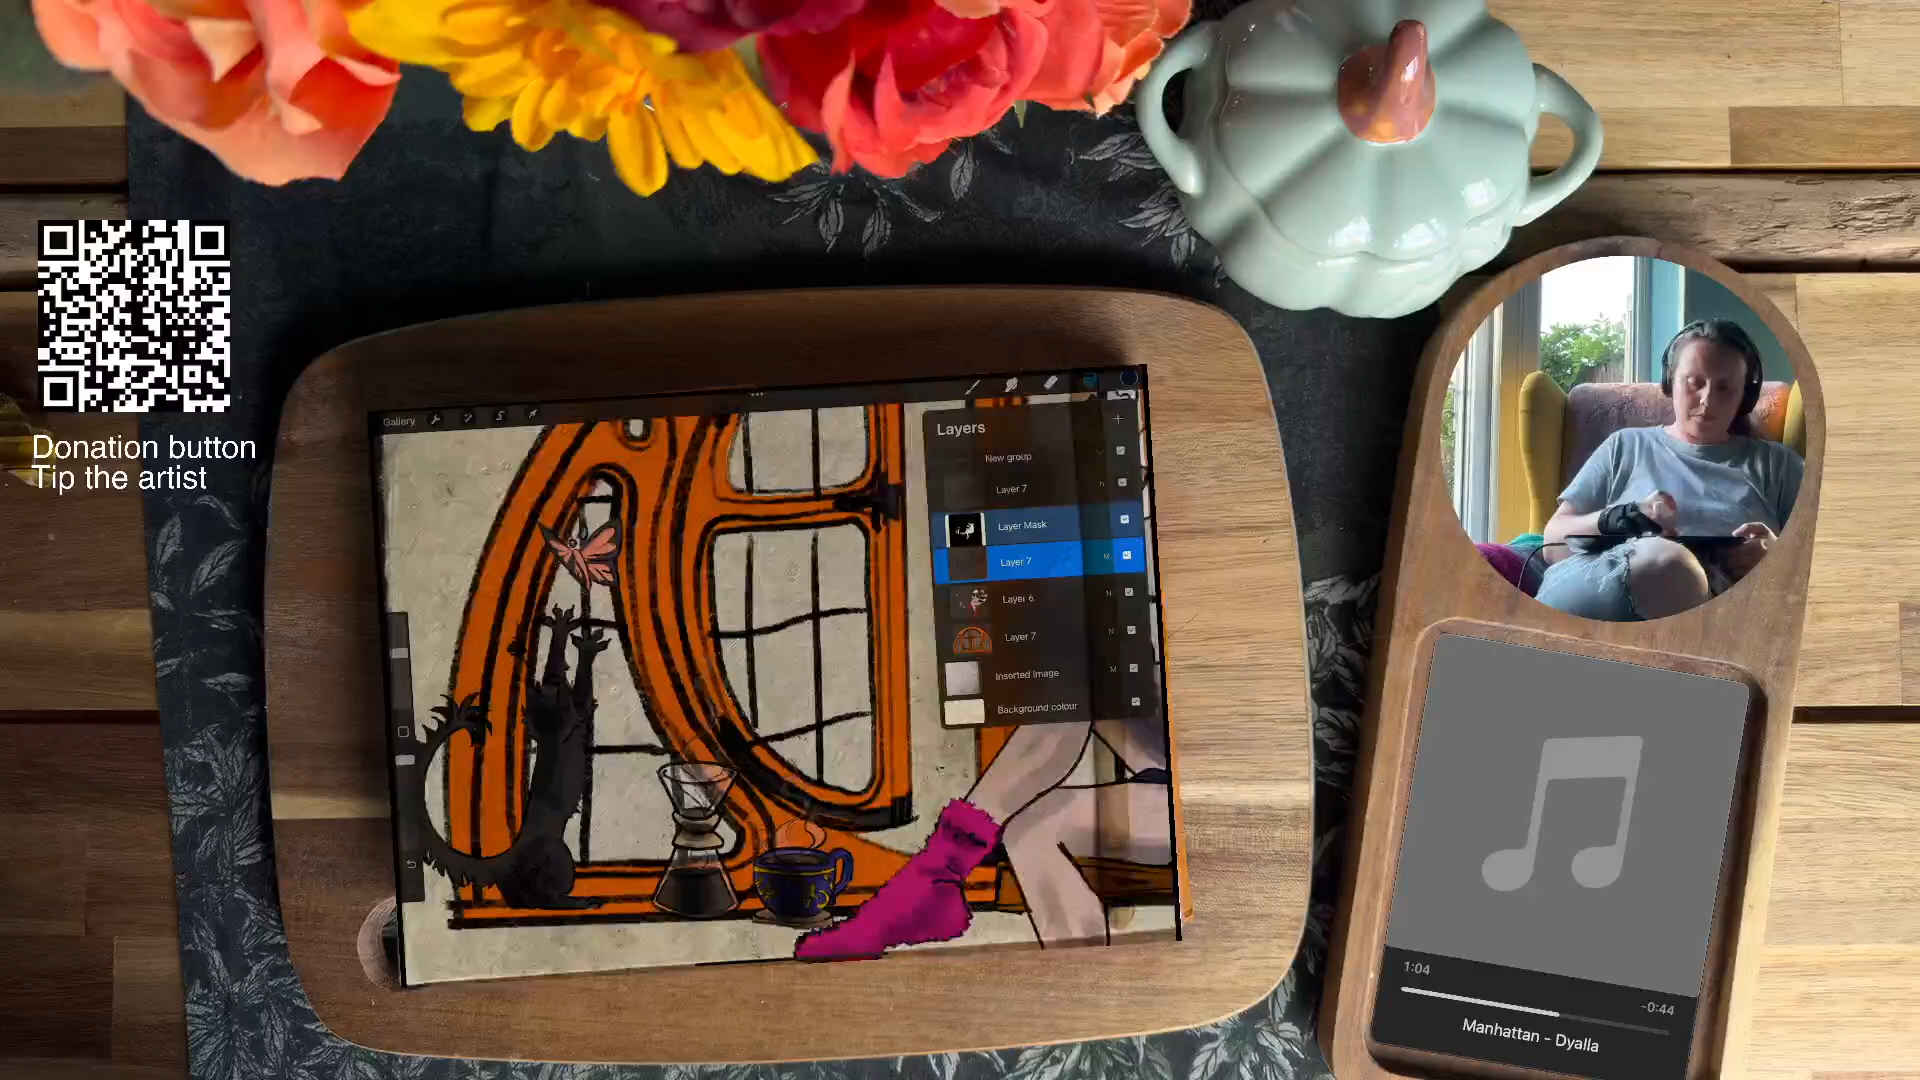 Donation button
Tip the artist
Gallery
Layers
New group
Layer 7
N
Layer Mask
Layer 7
M
Layer 6
N
Layer 7
N
Inserted Image
M
Background colour
1:04
-0:44
Manhattan - Dyalla